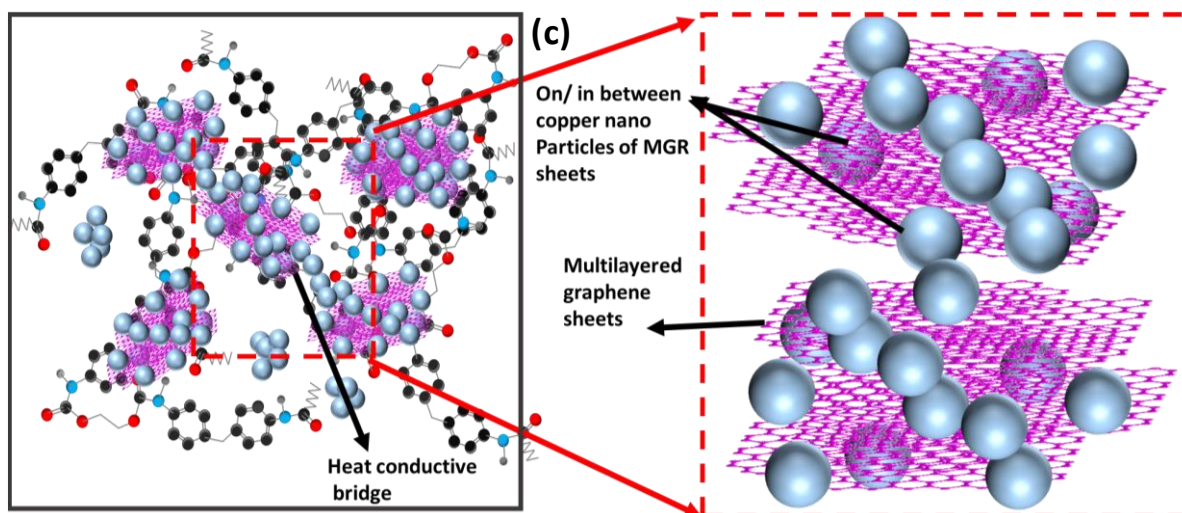 (c)
On/ in between
copper nano
Particles of MGR
sheets
Multilayered
graphene
sheets
Heat conductive
bridge